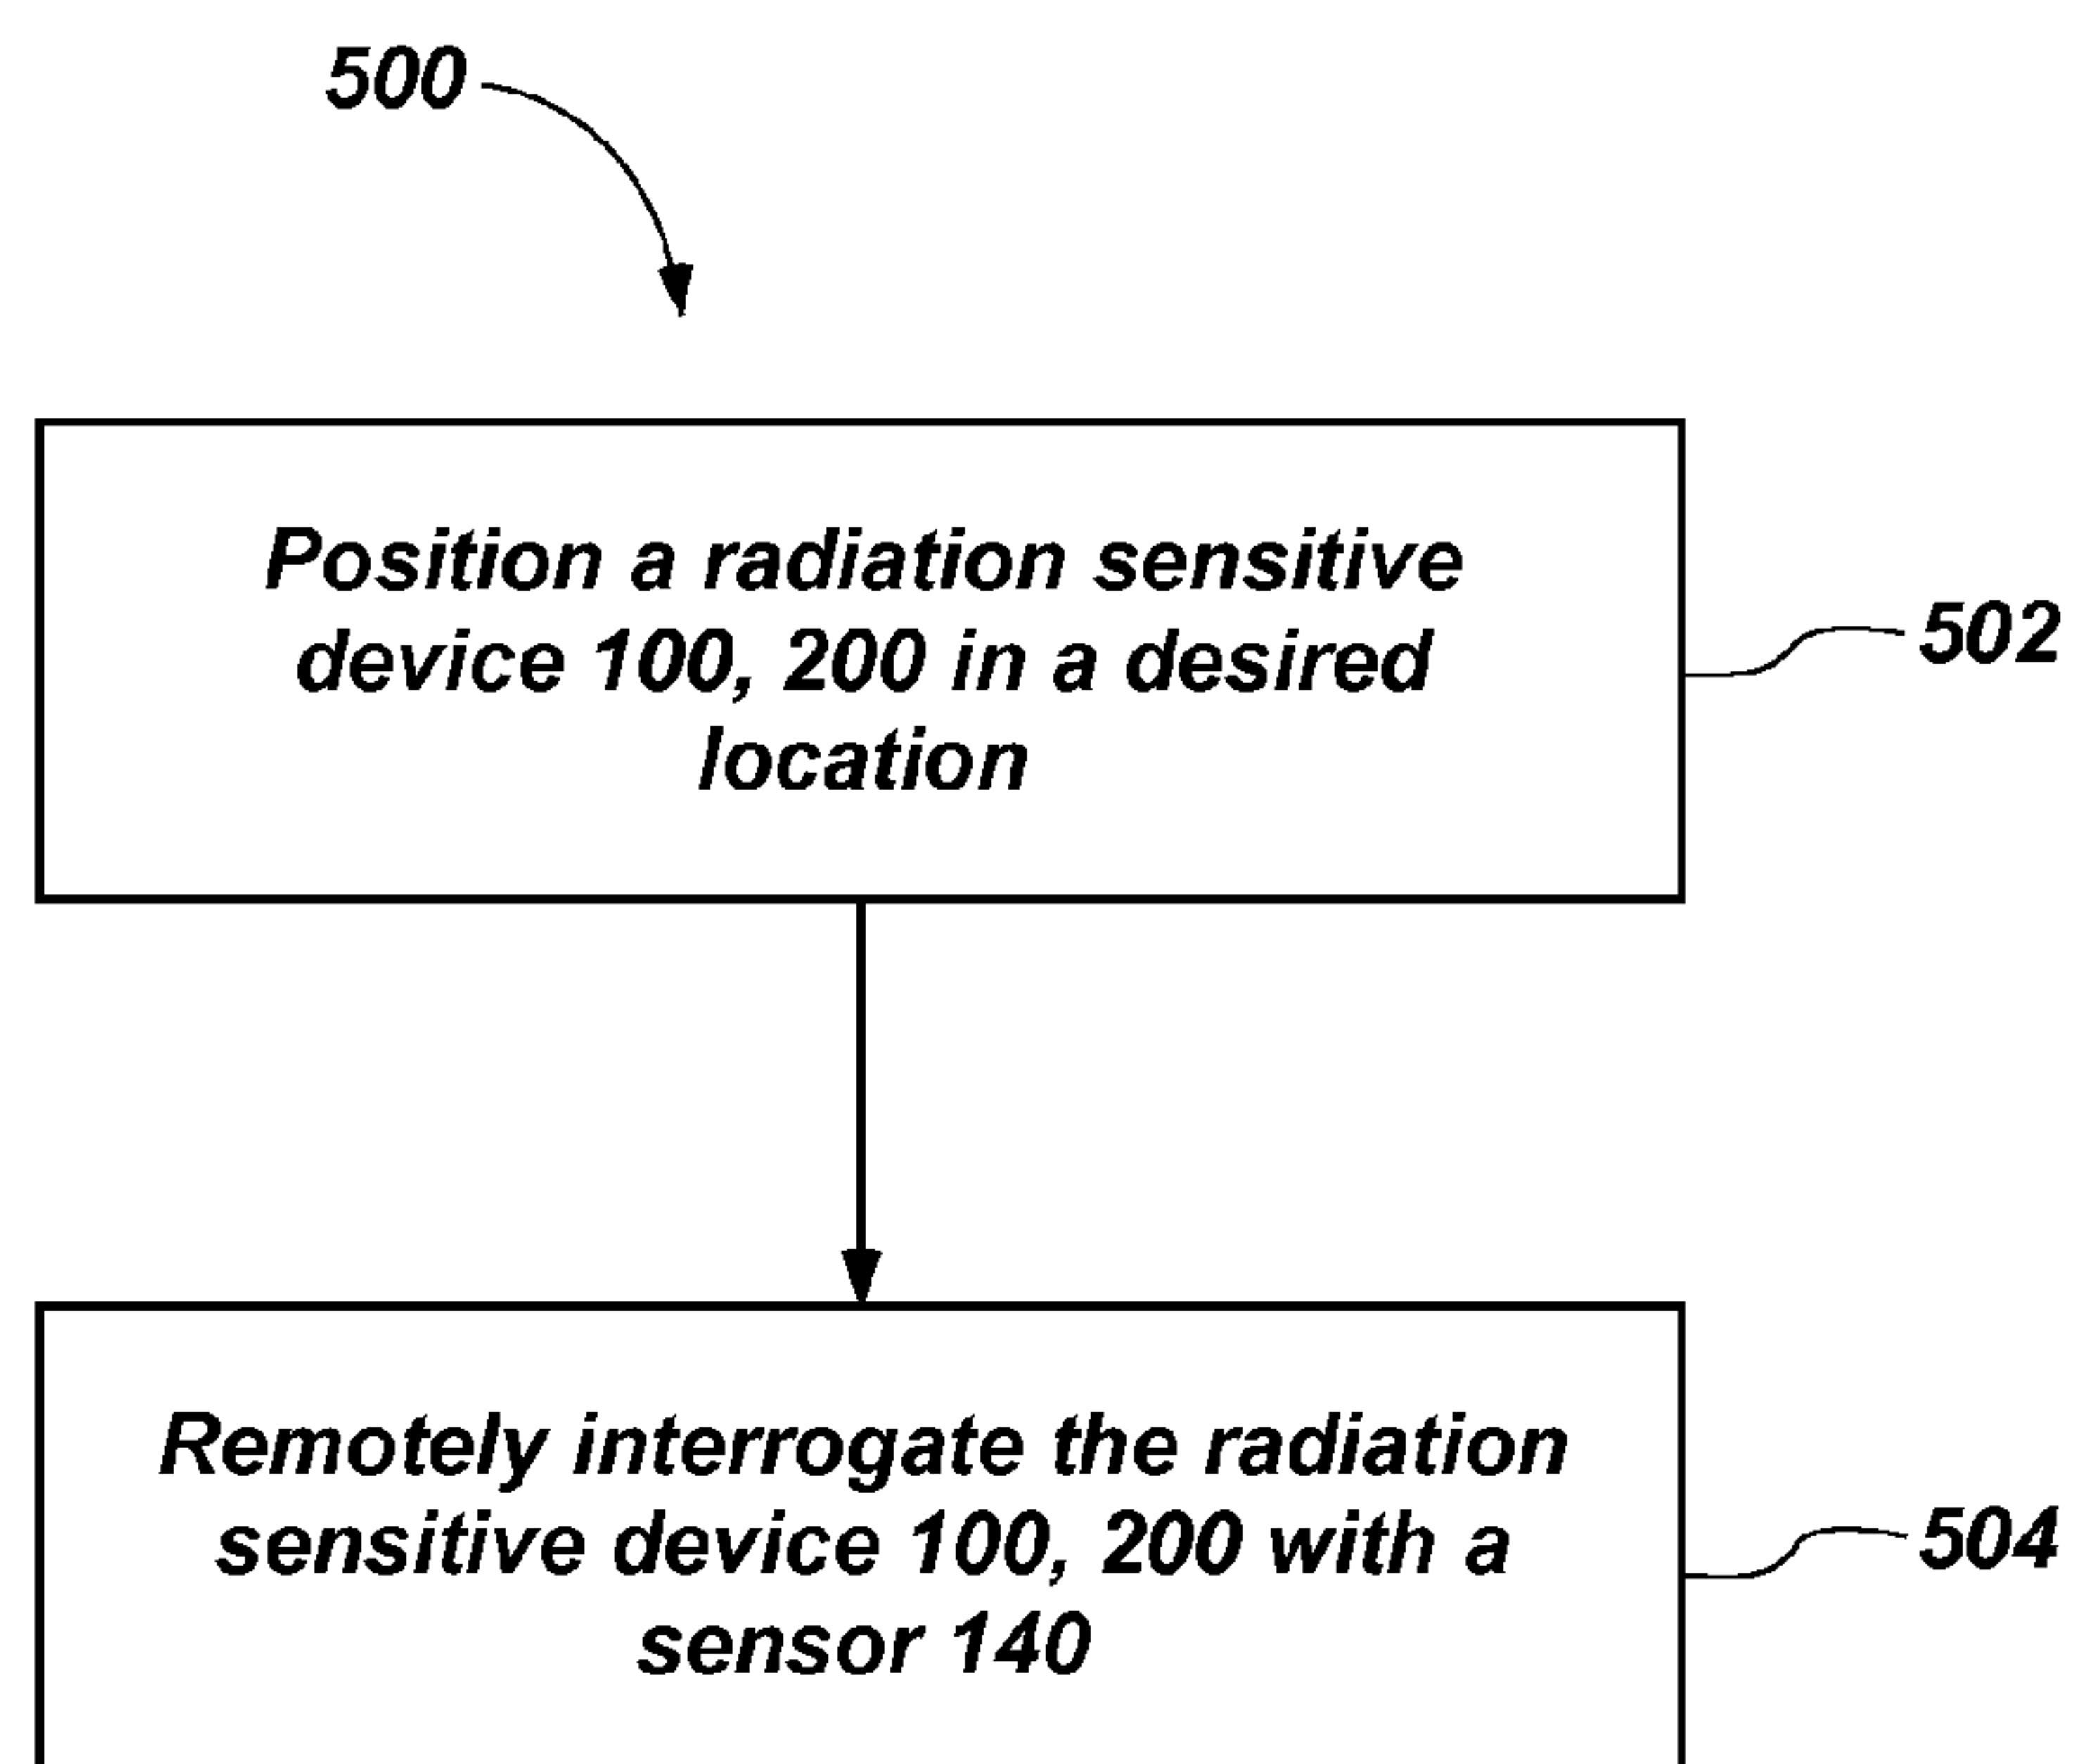 500
Position a radiation sensitive
device 100, 200 in a desired
location
502
Remotely interrogate the radiation
sensitive device 100, 200 with a
sensor 140
504